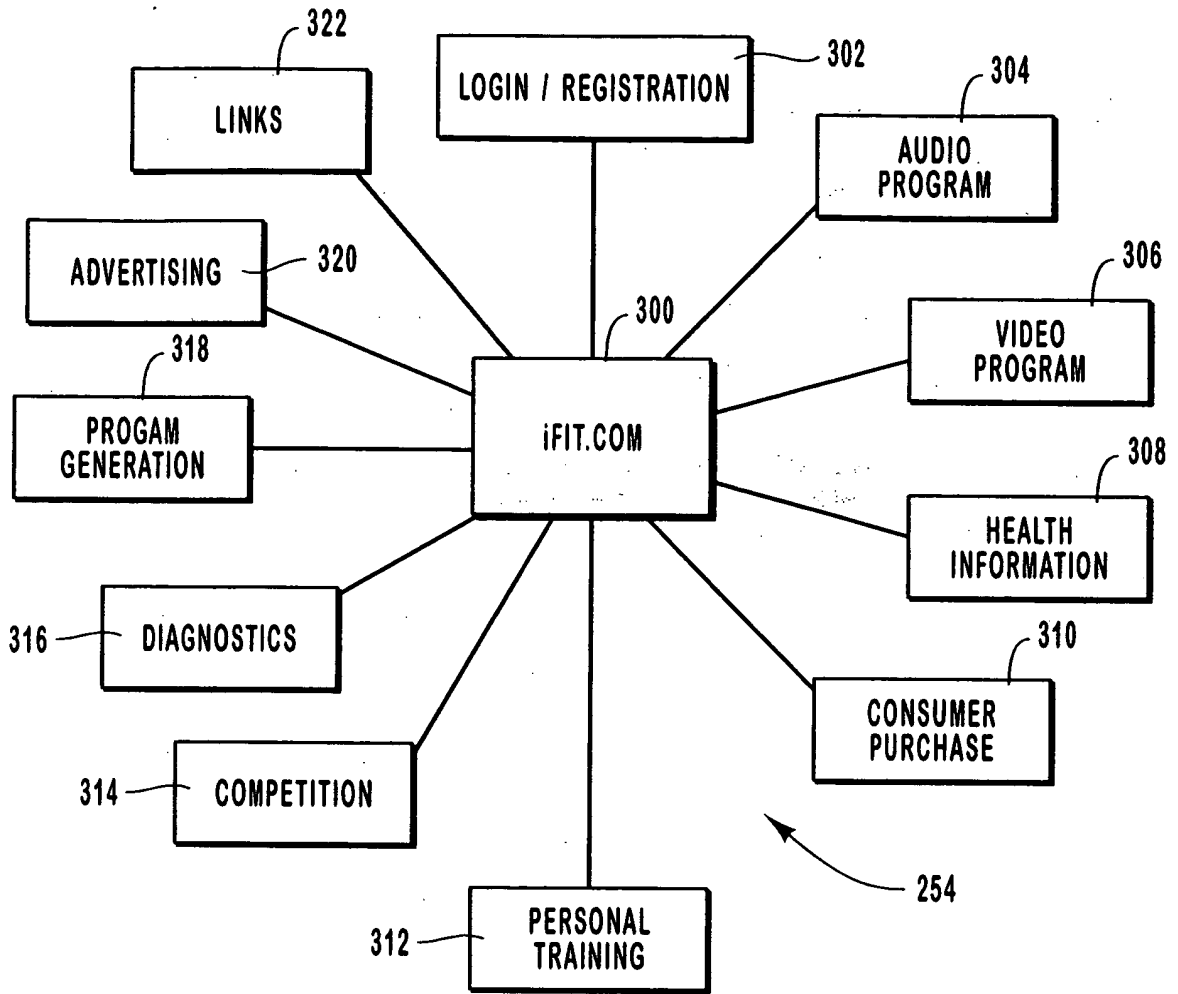 322
LINKS
302
LOGIN / REGISTRATION
304
AUDIO
PROGRAM
ADVERTISING
320
306
VIDEO
PROGRAM
300
iFIT.COM
318
PROGAM
GENERATION
308
HEALTH
INFORMATION
316
DIAGNOSTICS
310
CONSUMER
PURCHASE
314
COMPETITION
254
312
PERSONAL
TRAINING